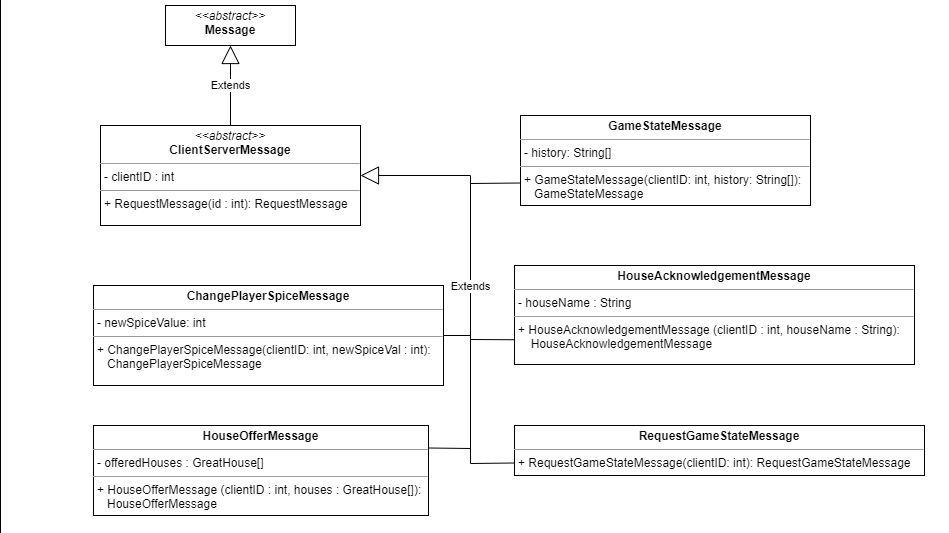 <<abstract>>
Message
Extends
<<abstract>>
ClientServerMessage
- clientID : int
+ RequestMessage(id : int): RequestMessage
GameStateMessage
- history: String[]
+ GameStateMessage(clientID: int, history: String[]):
GameStateMessage
Extends
ChangePlayerSpiceMessage
- newSpiceValue: int
+ ChangePlayerSpiceMessage(clientID: int, newSpiceVal : int):
ChangePlayerSpiceMessage
HouseAcknowledgementMessage
- houseName : String
+ HouseAcknowledgementMessage (clientID : int, houseName : String):
HouseAcknowledgementMessage
HouseOfferMessage
- offeredHouses : GreatHouse[]
+ HouseOfferMessage (clientID : int, houses : GreatHouse[]):
HouseOfferMessage
RequestGameStateMessage
+ RequestGameStateMessage(clientID: int): RequestGameStateMessage